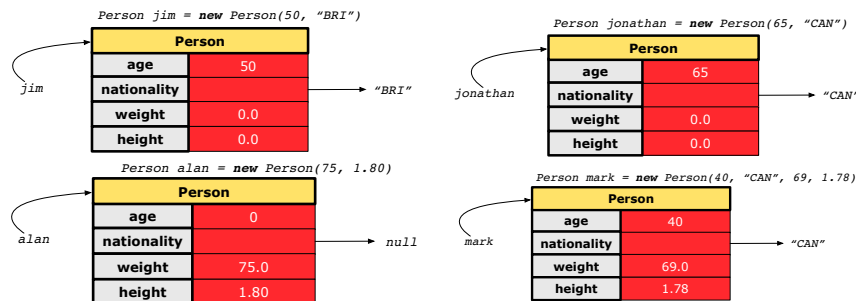 Person jim = new Person(50, “BRI”)
Person
age 50
nationality
weight 0.0
height 0.0
jim
“BRI”
Person jonathan = new Person(65, “CAN”)
Person
age 65
nationality
weight 0.0
height 0.0
jonathan
“CAN”
Person alan = new Person(75, 1.80)
Person
age 0
nationality
weight 75.0
height 1.80
alan
null
Person mark = new Person(40, “CAN”, 69, 1.78)
Person
age 40
nationality
weight 69.0
height 1.78
mark
“CAN”